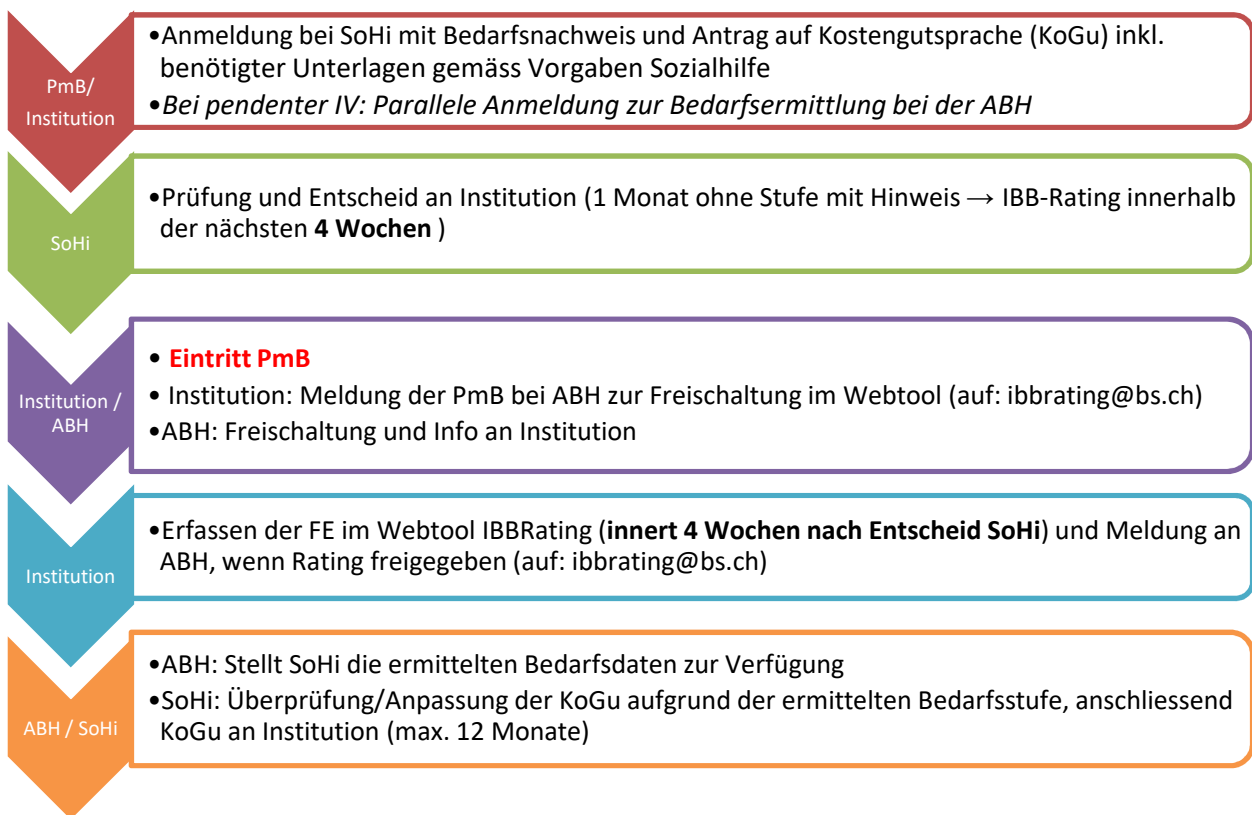 PmB/
Institution
•Anmeldung bei SoHi mit Bedarfsnachweis und Antrag auf Kostengutsprache (KoGu) inkl.
benötigter Unterlagen gemäss Vorgaben Sozialhilfe
•Bei pendenter IV: Parallele Anmeldung zur Bedarfsermittlung bei der ABH
SoHi
•Prüfung und Entscheid an Institution (1 Monat ohne Stufe mit Hinweis → IBB-Rating innerhalb
der nächsten 4 Wochen )
Institution /
ABH
• Eintritt PmB
• Institution: Meldung der PmB bei ABH zur Freischaltung im Webtool (auf: ibbrating@bs.ch)
•ABH: Freischaltung und Info an Institution
Institution
•Erfassen der FE im Webtool IBBRating (innert 4 Wochen nach Entscheid SoHi) und Meldung an
ABH, wenn Rating freigegeben (auf: ibbrating@bs.ch)
ABH / SoHi
•ABH: Stellt SoHi die ermittelten Bedarfsdaten zur Verfügung
•SoHi: Überprüfung/Anpassung der KoGu aufgrund der ermittelten Bedarfsstufe, anschliessend
KoGu an Institution (max. 12 Monate)